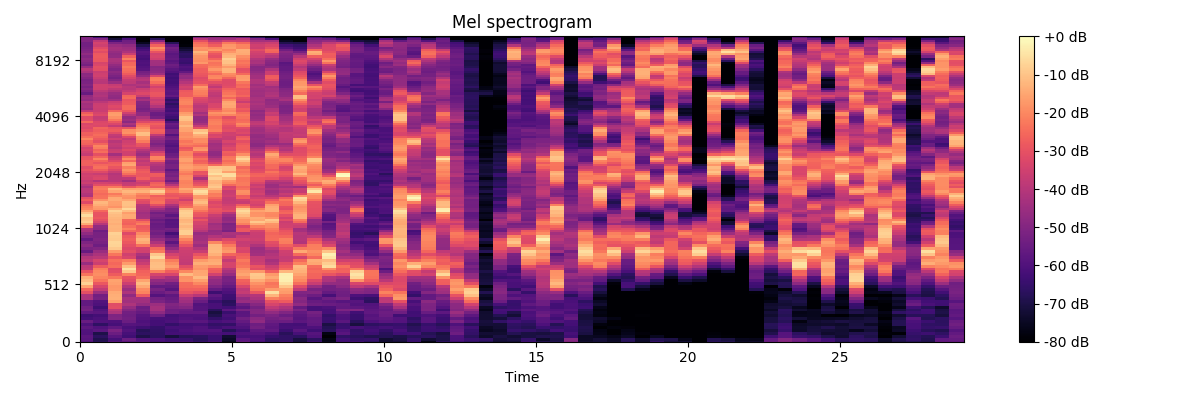 Mel spectrogram
8192
4096
2048
1024
512
0
Hz
0 5 10 15 20 25
Time
+0 dB
-10 dB
-20 dB
-30 dB
-40 dB
-50 dB
-60 dB
-70 dB
-80 dB